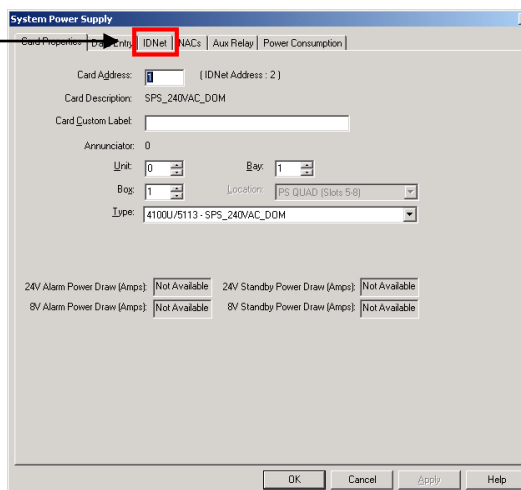 System Power Supply
Card Properties Data Entry IDNet NACs Aux Relay Power Consumption
Card Address: 1 (IDNet Address : 2 )
Card Description: SPS_240VAC_DOM
Card Custom Label:
Annunciator: 0
Unit: 0 Bay: 1
Box: 1 Location: PS QUAD (Slots 5-8)
Type: 4100U/5113 - SPS_240VAC_DOM
24V Alarm Power Draw (Amps): Not Available 24V Standby Power Draw (Amps): Not Available
8V Alarm Power Draw (Amps): Not Available 8V Standby Power Draw (Amps): Not Available
OK Cancel Apply Help